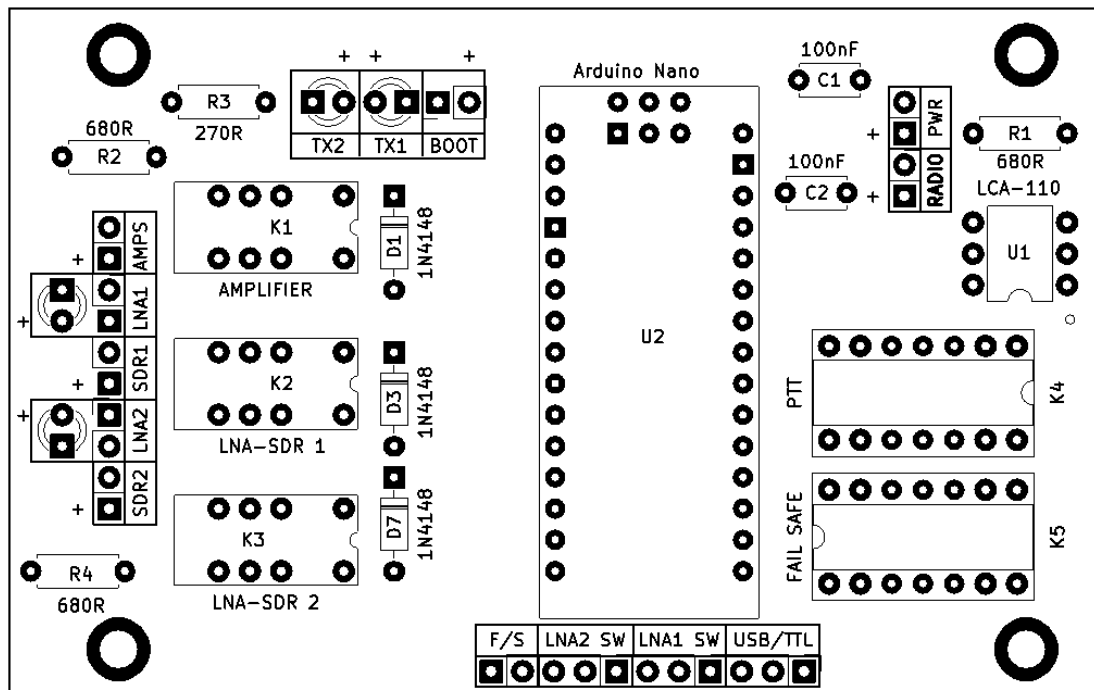 100nF
C1
+
+
+
Arduino Nano
R3
270R
680R
R2
TX2
TX1
BOOT
PWR
+
R1
680R
100nF
C2
RADIO
+
LCA-110
U1
K1
AMPLIFIER
D1
1N4148
AMPS
+
LNA1
+
SDR1
+
LNA2
+
SDR2
+
K2
LNA-SDR 1
D3
1N4148
U2
PTT
K4
K3
LNA-SDR 2
D7
1N4148
FAIL SAFE
K5
R4
680R
F/S
LNA2 SW
LNA1 SW
USB/TTL